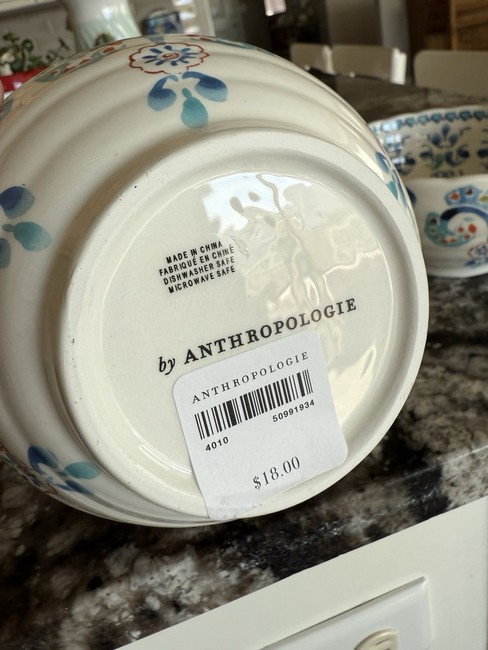 MADE IN CHINA
FABRIQUÉ EN CHINE
DISHWASHER SAFE
MICROWAVE SAFE
by ANTHROPOLOGIE
ANTHROPOLOGIE
4010 50991934
$18.00